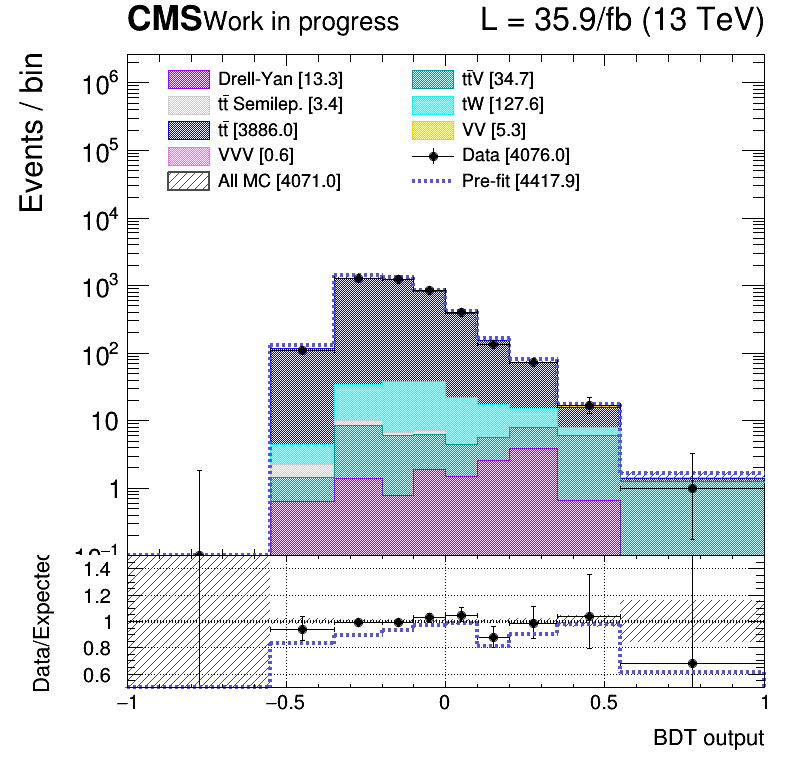 CMS Work in progress L = 35.9/fb (13 TeV)
Events / bin
Drell-Yan [13.3]
tt̄V [34.7]
tt̄ Semilep. [3.4]
tW [127.6]
tt̄ [3886.0]
VV [5.3]
VVV [0.6]
Data [4076.0]
All MC [4071.0]
Pre-fit [4417.9]
10⁶
10⁵
10⁴
10³
10²
10
1
10⁻¹
Data/Expected
1.4
1.2
1
0.8
0.6
−1 −0.5 0 0.5 1
BDT output